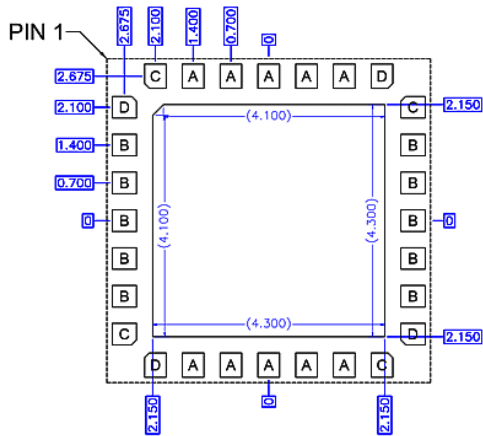 2.675 2.100 1.400 0.700 0
PIN 1
2.675 C A A A A A D
2.100 D (4.100) C 2.150
1.400 B B
0.700 B B
0 B (4.100) (4.300) B 0
B B
B B
C (4.300) D 2.150
D A A A A A C
2.150 0 2.150